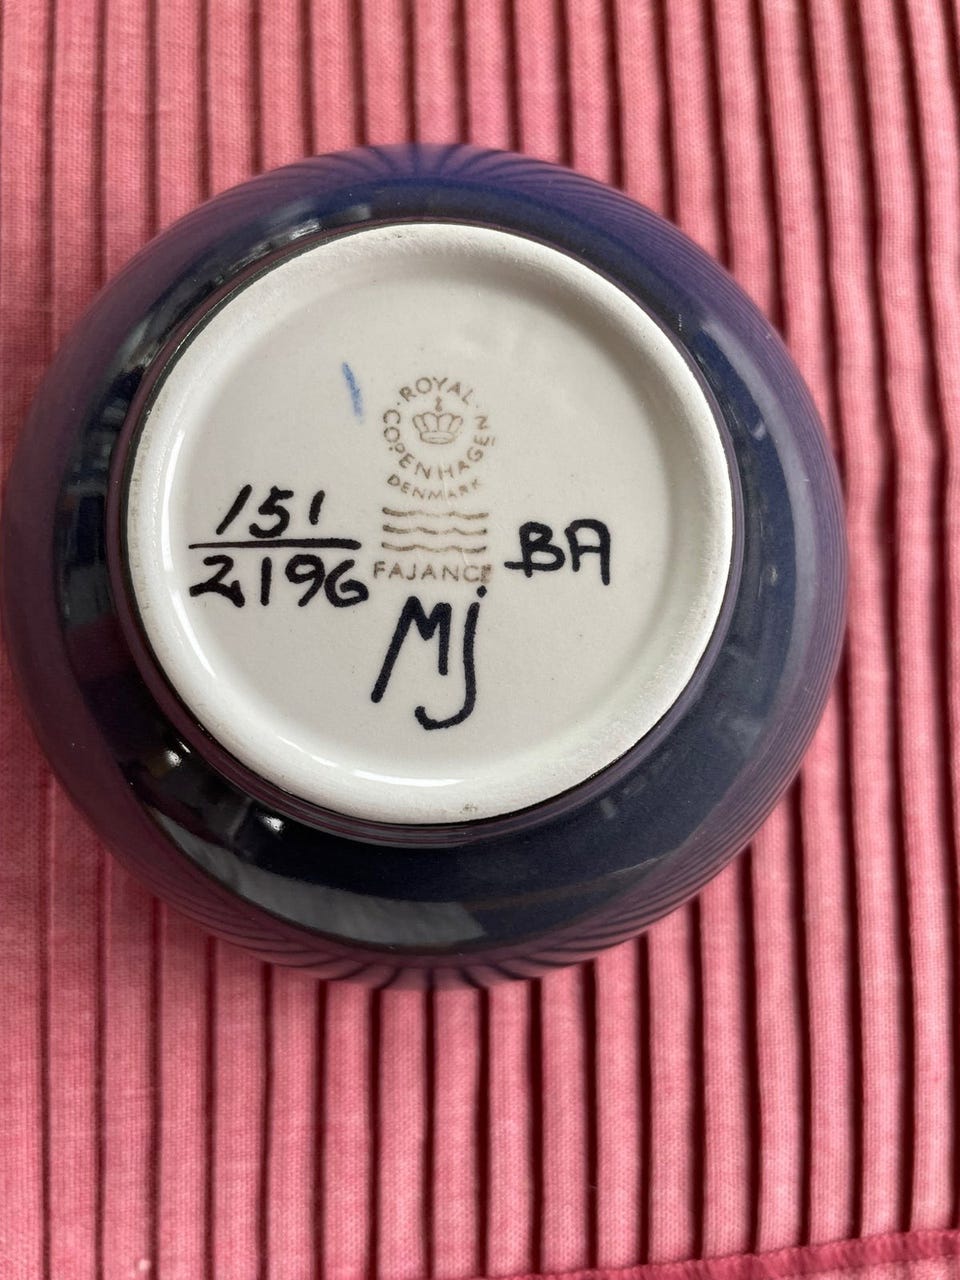 ROYAL
COPENHAGEN
DENMARK
FAJANCE
151
2196
BA
Mj